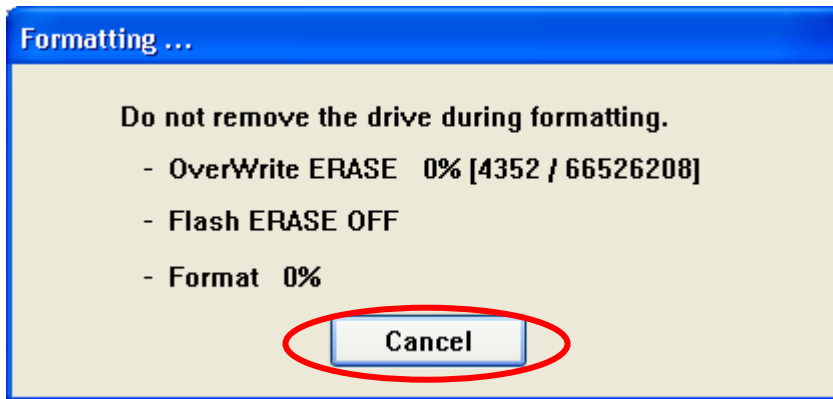 Formatting ...
Do not remove the drive during formatting.
- OverWrite ERASE 0% [4352 / 66526208]
- Flash ERASE OFF
- Format 0%
Cancel